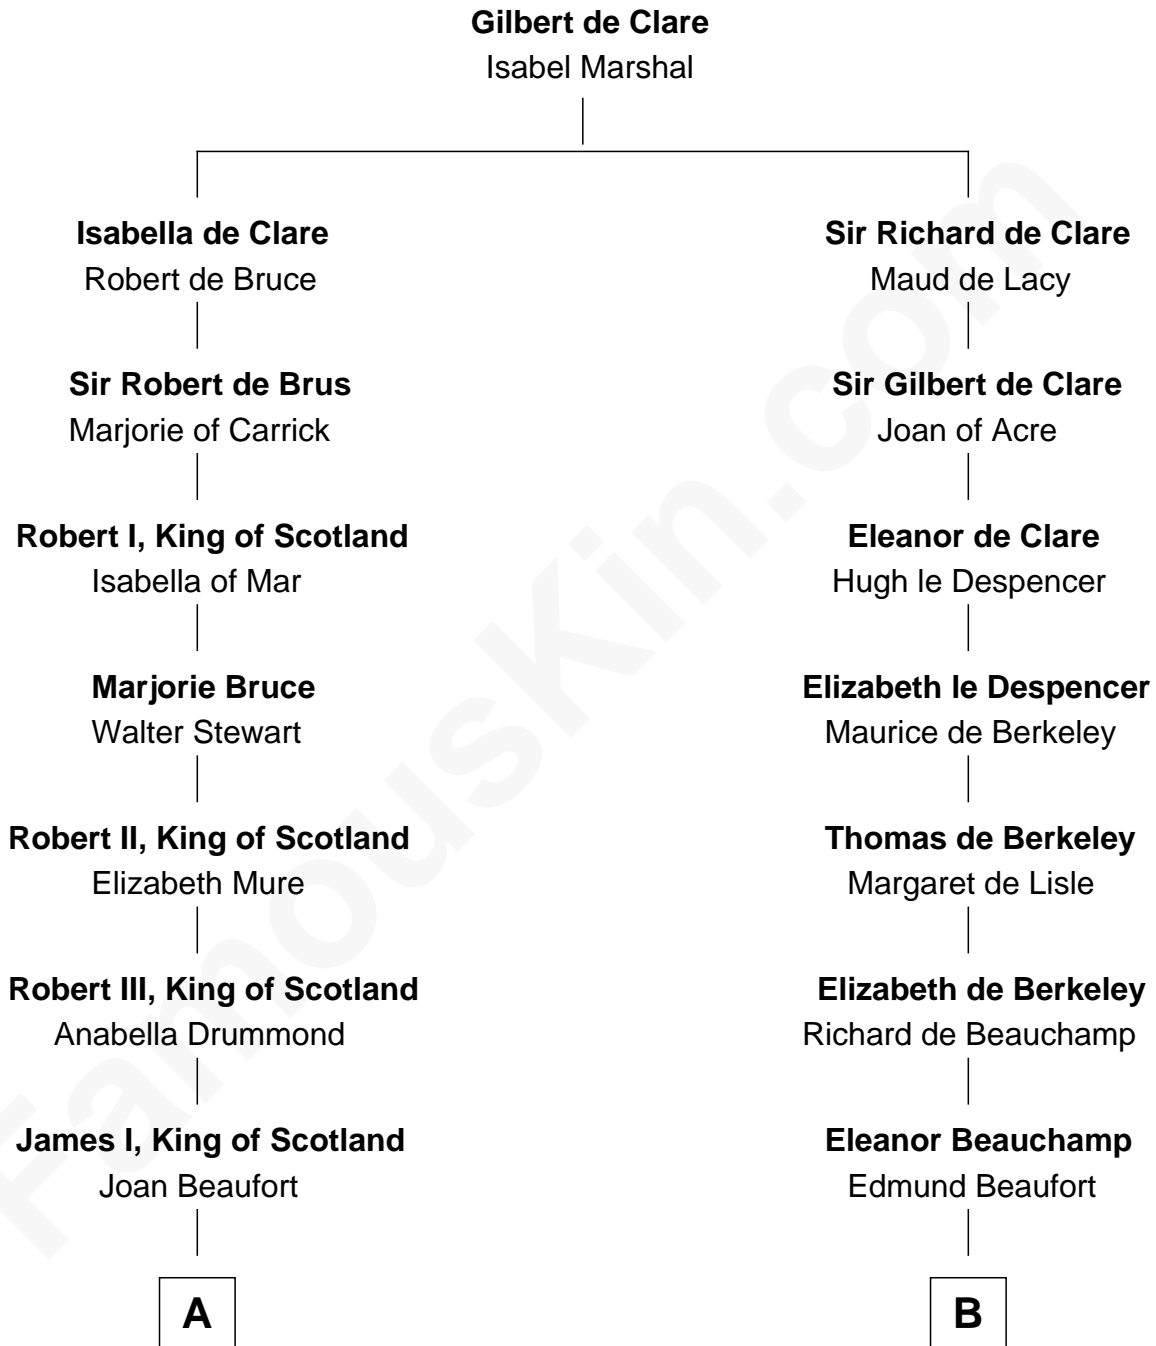 Gilbert de Clare
Isabel Marshal
Isabella de Clare
Robert de Bruce
Sir Richard de Clare
Maud de Lacy
Sir Robert de Brus
Marjorie of Carrick
Sir Gilbert de Clare
Joan of Acre
Robert I, King of Scotland
Isabella of Mar
Eleanor de Clare
Hugh le Despencer
Marjorie Bruce
Walter Stewart
Elizabeth le Despencer
Maurice de Berkeley
Robert II, King of Scotland
Elizabeth Mure
Thomas de Berkeley
Margaret de Lisle
Robert III, King of Scotland
Anabella Drummond
Elizabeth de Berkeley
Richard de Beauchamp
James I, King of Scotland
Joan Beaufort
Eleanor Beauchamp
Edmund Beaufort
A
B
FamousKin.com